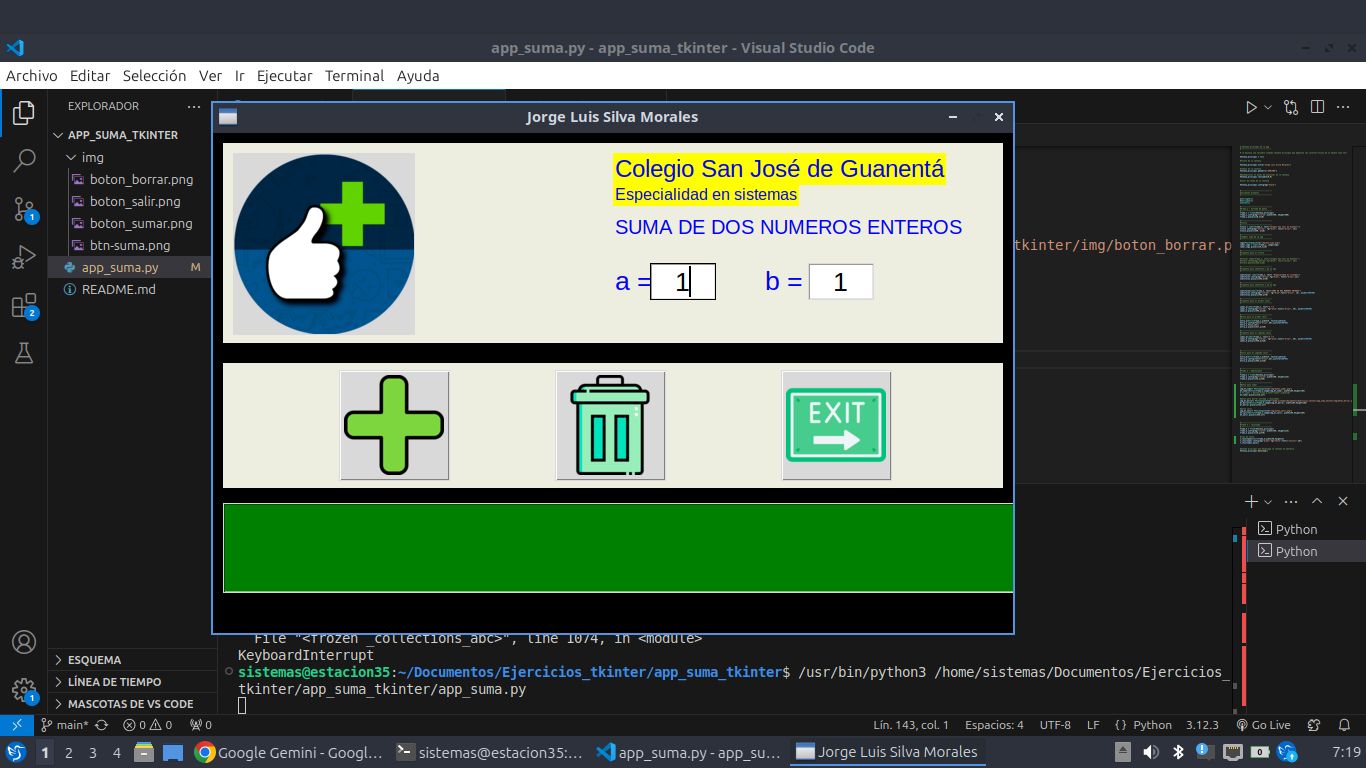 app_suma.py - app_suma_tkinter - Visual Studio Code
Archivo Editar Selección Ver Ir Ejecutar Terminal Ayuda
EXPLORADOR
APP_SUMA_TKINTER
img
boton_borrar.png
boton_salir.png
boton_sumar.png
btn-suma.png
app_suma.py M
README.md
Jorge Luis Silva Morales
Colegio San José de Guanentá
Especialidad en sistemas
SUMA DE DOS NUMEROS ENTEROS
a = 1 b = 1
EXIT
tkinter/img/boton_borrar.p
Python
Python
File "<frozen _collections_abc>", line 1074, in <module>
KeyboardInterrupt
sistemas@estacion35:~/Documentos/Ejercicios_tkinter/app_suma_tkinter$ /usr/bin/python3 /home/sistemas/Documentos/Ejercicios_
tkinter/app_suma_tkinter/app_suma.py
1
2
1
ESQUEMA
LÍNEA DE TIEMPO
MASCOTAS DE VS CODE
main* 0 0 0 Lín. 143, col. 1 Espacios: 4 UTF-8 LF {} Python 3.12.3 Go Live
1 2 3 4 Google Gemini - Googl... sistemas@estacion35:... app_suma.py - app_su... Jorge Luis Silva Morales 0 7:19